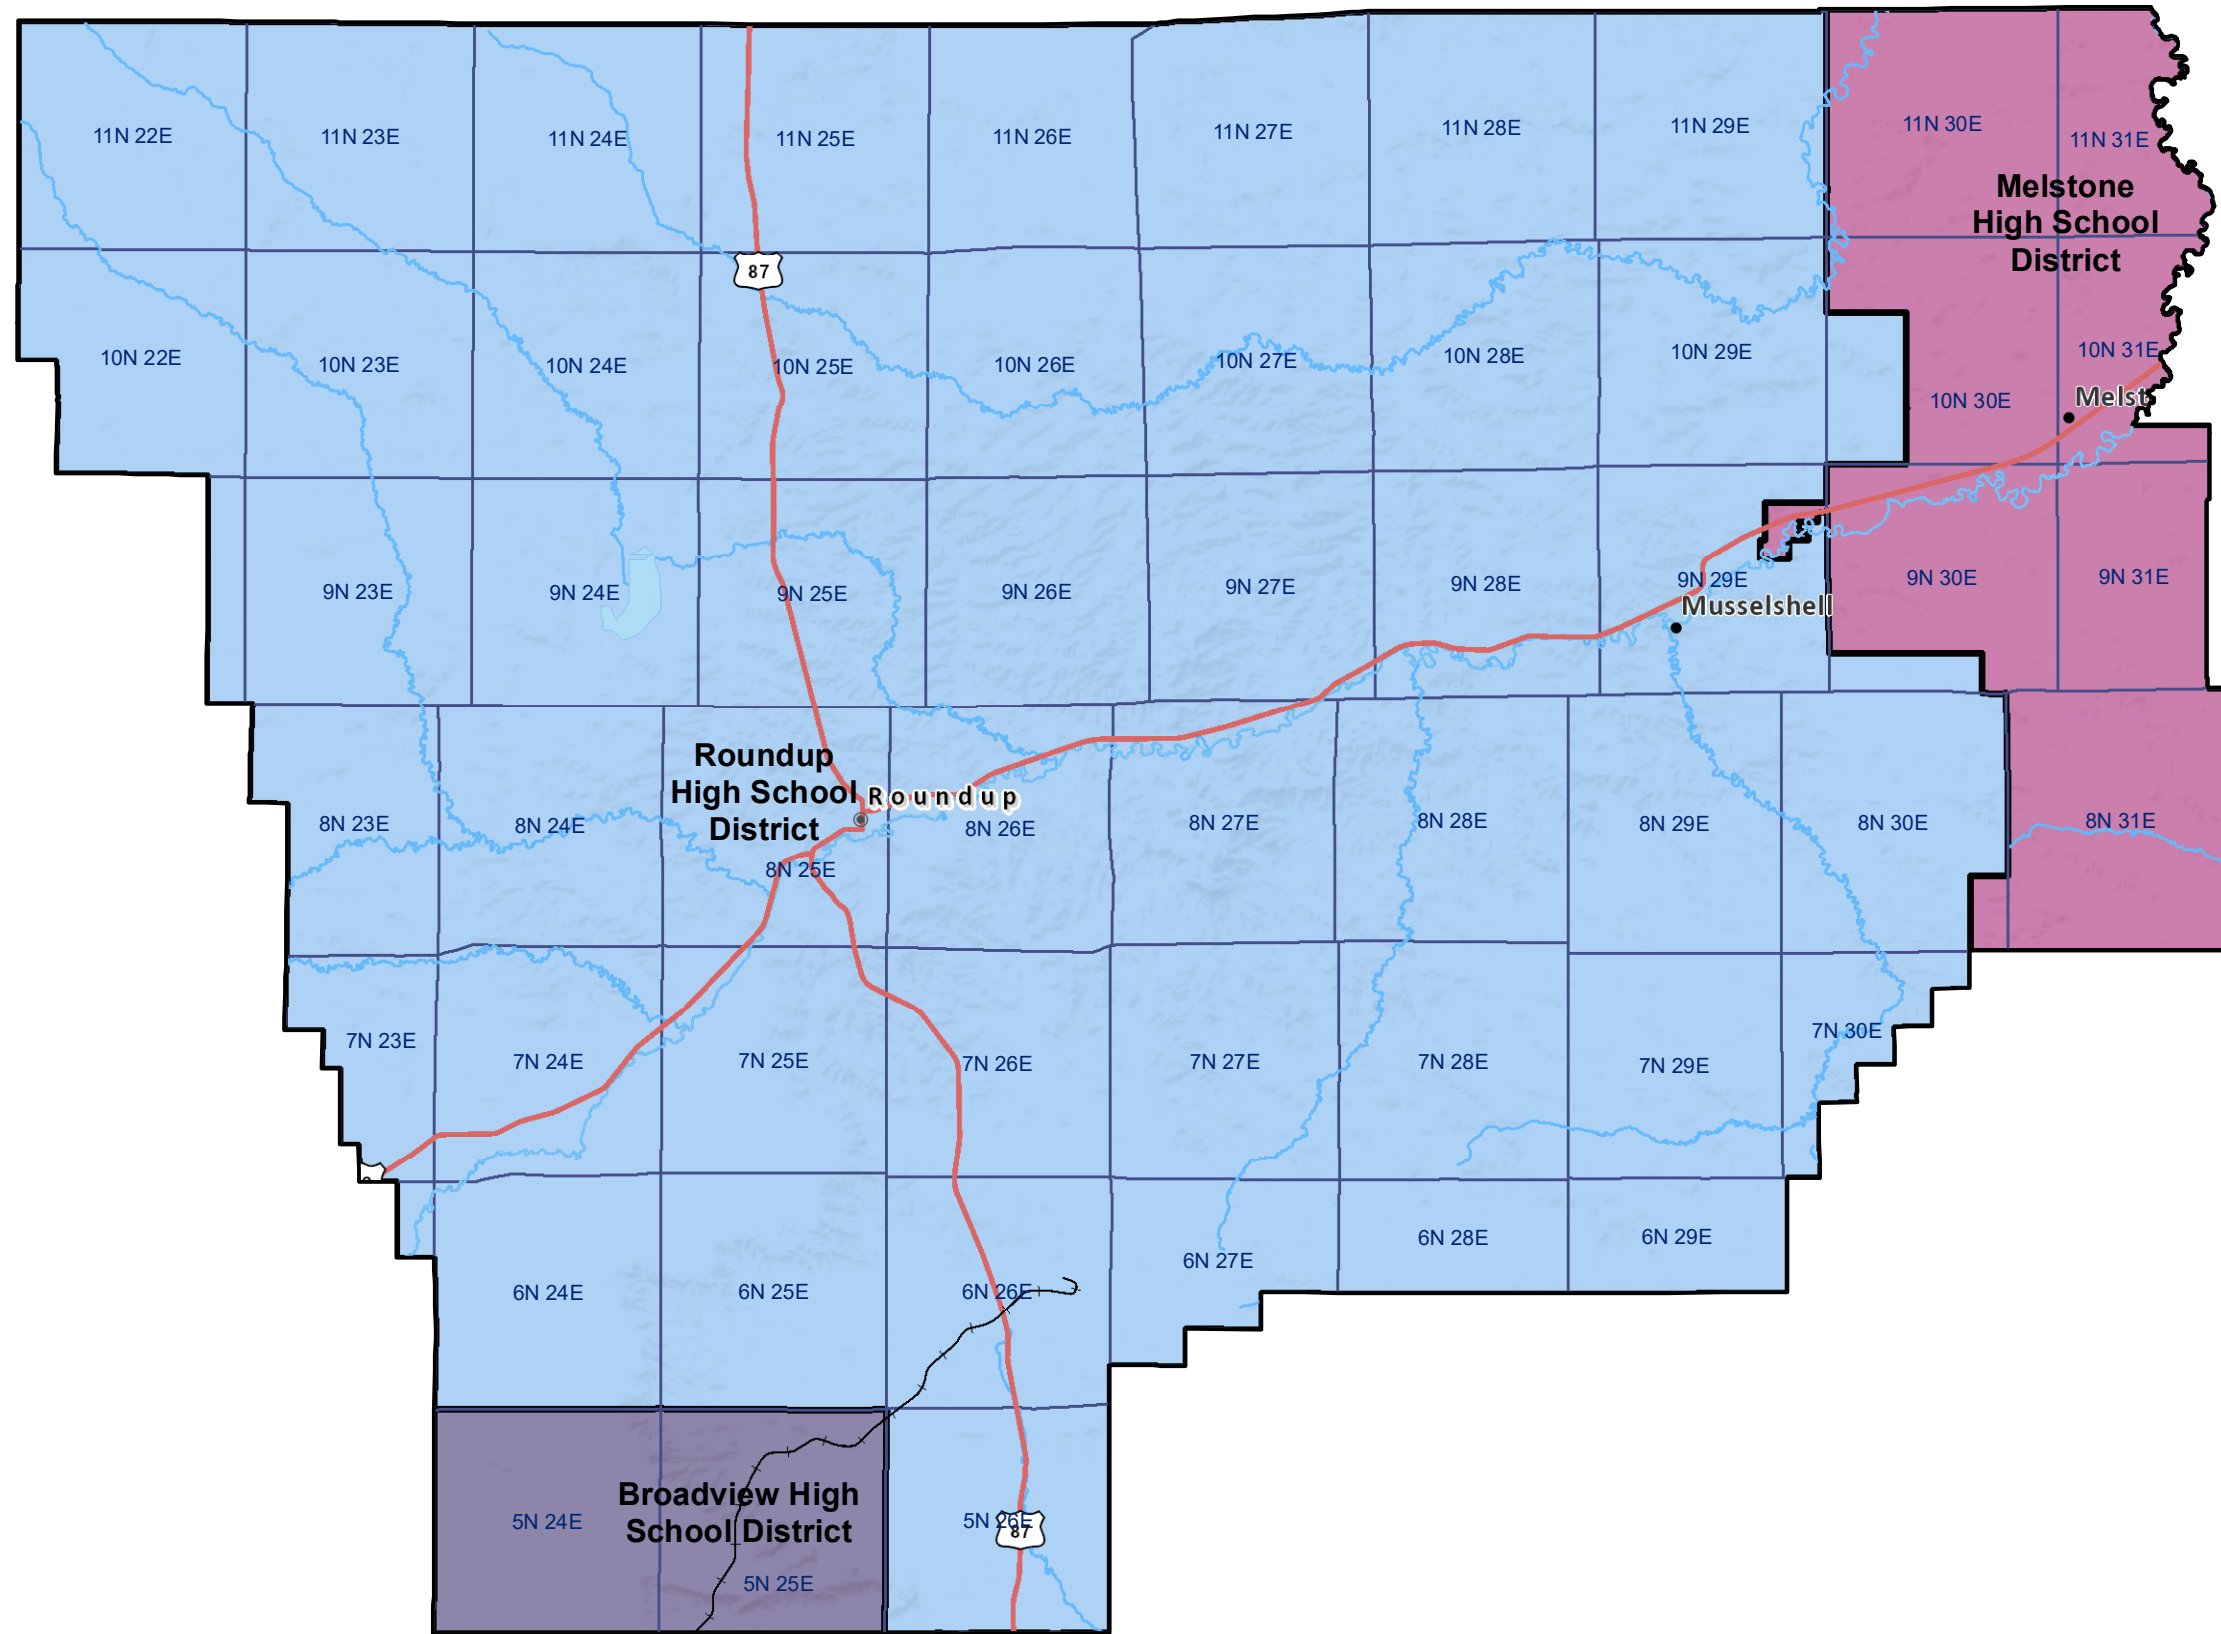 11N 22E
11N 23E
11N 24E
11N 25E
11N 26E
11N 27E
11N 28E
11N 29E
11N 30E
11N 31E
Melstone
High School
District
87
10N 22E
10N 23E
10N 24E
10N 25E
10N 26E
10N 27E
10N 28E
10N 29E
10N 30E
10N 31E
Melst
9N 23E
9N 24E
9N 25E
9N 26E
9N 27E
9N 28E
9N 29E
9N 30E
9N 31E
Musselshell
Roundup
High School
District
Roundup
8N 23E
8N 24E
8N 25E
8N 26E
8N 27E
8N 28E
8N 29E
8N 30E
8N 31E
7N 23E
7N 24E
7N 25E
7N 26E
7N 27E
7N 28E
7N 29E
7N 30E
6N 24E
6N 25E
6N 26E
6N 27E
6N 28E
6N 29E
Broadview High
School District
5N 24E
5N 25E
5N 26E
87